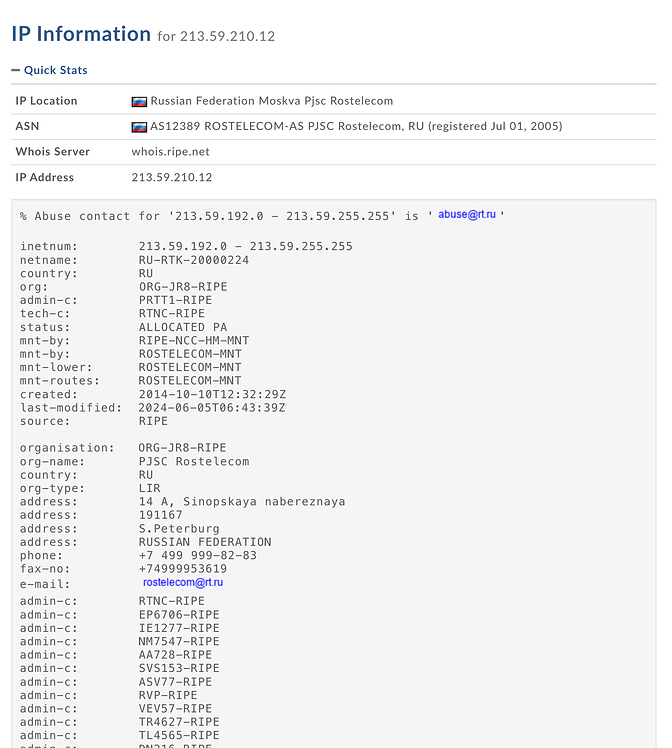 IP Information for 213.59.210.12
Quick Stats
IP Location Russian Federation Moskva Pjsc Rostelecom
ASN AS12389 ROSTELECOM-AS PJSC Rostelecom, RU (registered Jul 01, 2005)
Whois Server whois.ripe.net
IP Address 213.59.210.12
% Abuse contact for '213.59.192.0 - 213.59.255.255' is ' abuse@rt.ru '
inetnum: 213.59.192.0 - 213.59.255.255
netname: RU-RTK-20000224
country: RU
org: ORG-JR8-RIPE
admin-c: PRTT1-RIPE
tech-c: RTNC-RIPE
status: ALLOCATED PA
mnt-by: RIPE-NCC-HM-MNT
mnt-by: ROSTELECOM-MNT
mnt-lower: ROSTELECOM-MNT
mnt-routes: ROSTELECOM-MNT
created: 2014-10-10T12:32:29Z
last-modified: 2024-06-05T06:43:39Z
source: RIPE
organisation: ORG-JR8-RIPE
org-name: PJSC Rostelecom
country: RU
org-type: LIR
address: 14 A, Sinopskaya nabereznaya
address: 191167
address: S.Peterburg
address: RUSSIAN FEDERATION
phone: +7 499 999-82-83
fax-no: +74999953619
e-mail: rostelecom@rt.ru
admin-c: RTNC-RIPE
admin-c: EP6706-RIPE
admin-c: IE1277-RIPE
admin-c: NM7547-RIPE
admin-c: AA728-RIPE
admin-c: SVS153-RIPE
admin-c: ASV77-RIPE
admin-c: RVP-RIPE
admin-c: VEV57-RIPE
admin-c: TR4627-RIPE
admin-c: TL4565-RIPE
admin-c: